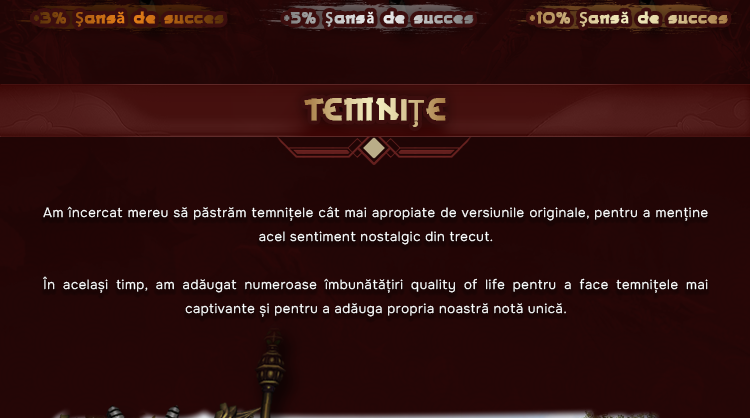 •3% Șansă de succes
•5% Șansă de succes
•10% Șansă de succes
TEMNIŢE
Am încercat mereu să păstrăm temnițele cât mai apropiate de versiunile originale, pentru a menține
acel sentiment nostalgic din trecut.
În același timp, am adăugat numeroase îmbunătățiri quality of life pentru a face temnițele mai
captivante și pentru a adăuga propria noastră notă unică.